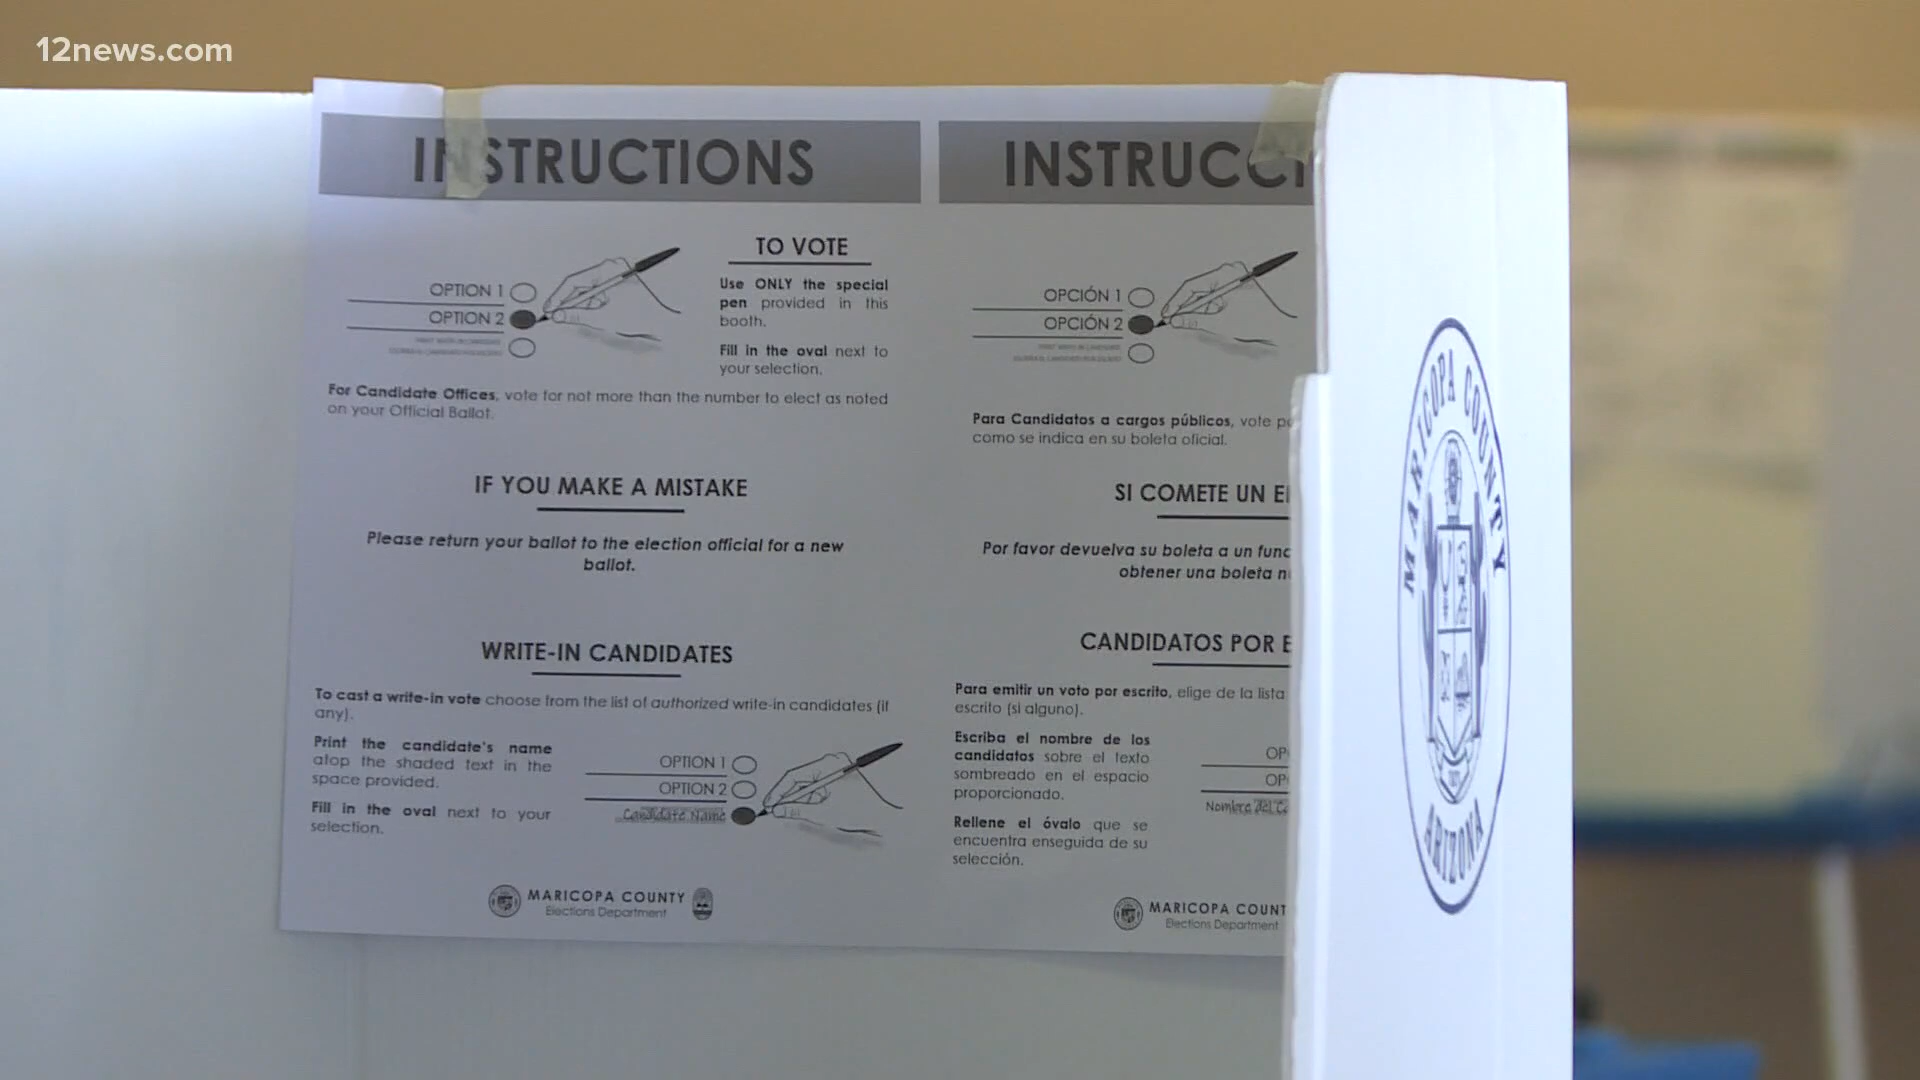 12news.com
INSTRUCTIONS
TO VOTE
OPTION 1
OPTION 2
Use ONLY the special
pen provided in this
booth.
Fill in the oval next to
your selection.
For Candidate Offices, vote for not more than the number to elect as noted
on your Official Ballot.
IF YOU MAKE A MISTAKE
Please return your ballot to the election official for a new
ballot.
WRITE-IN CANDIDATES
To cast a write-in vote choose from the list of authorized write-in candidates (if
any).
Print the candidate's name
atop the shaded text in the
space provided.
Fill in the oval next to your
selection.
OPTION 1
OPTION 2
Candidate Name
MARICOPA COUNTY
Elections Department
INSTRUCCI
OPCIÓN 1
OPCIÓN 2
Para Candidatos a cargos públicos, vote
como se indica en su boleta oficial.
SI COMETE UN
Por favor devuelva su boleta a un
obtener una boleta
CANDIDATOS POR
Para emitir un voto por escrito, elige de la lista
escrito (si alguno).
Escriba el nombre de los
candidatos sobre el texto
sombreado en el espacio
proporcionado.
Rellene el óvalo que se
encuentra enseguida de su
selección.
OP
OP
Nombre del
MARICOPA COUNT
Elections Department
MARICOPA COUNTY
ARIZONA